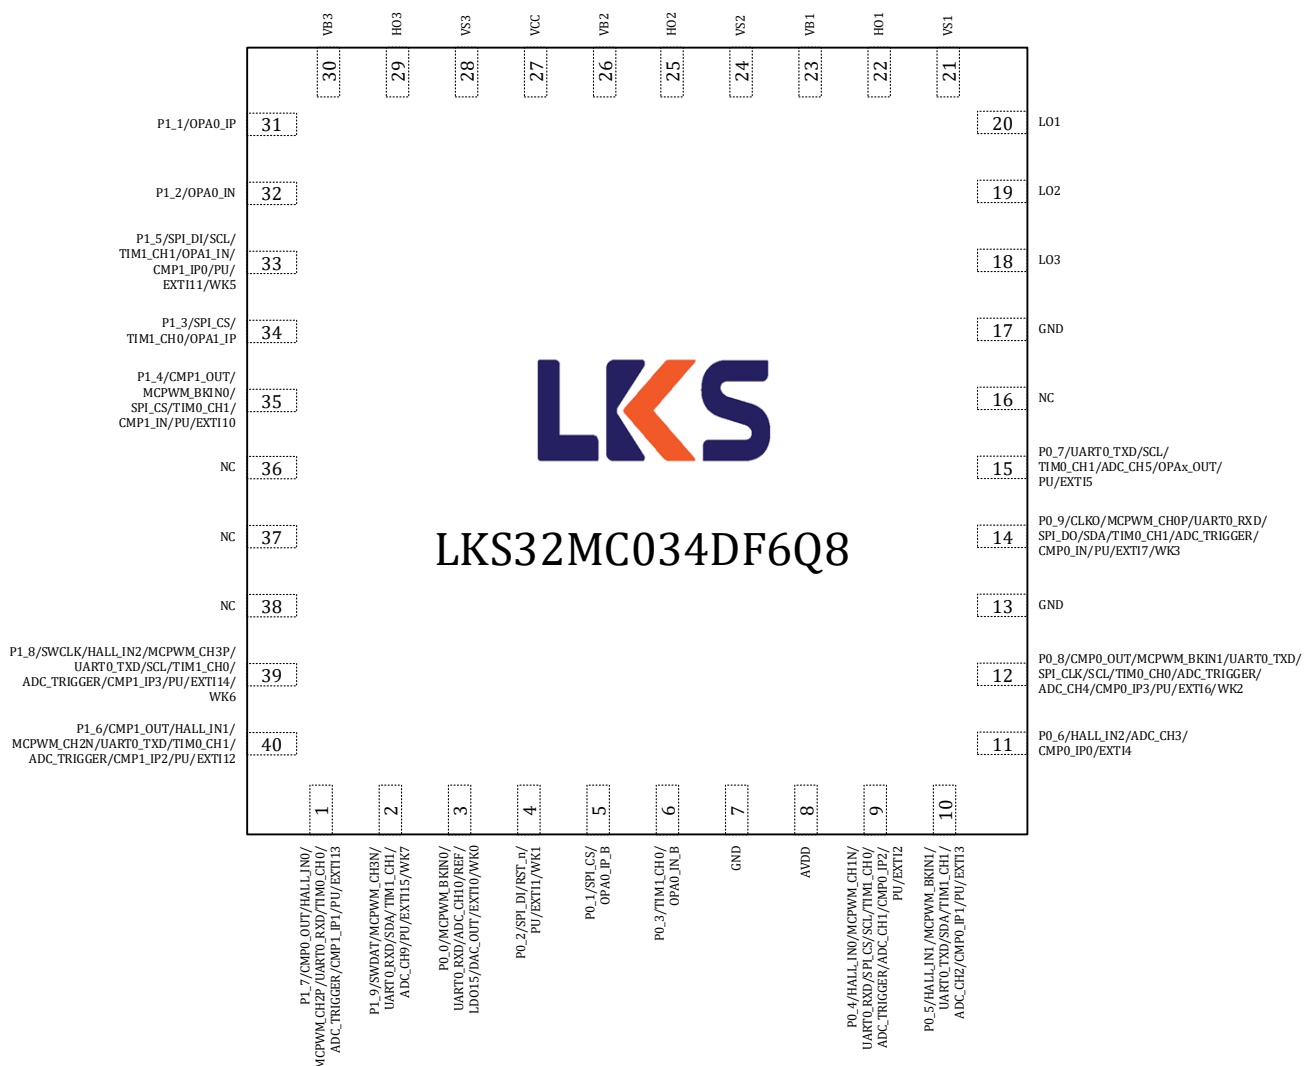 VB3
HO3
VS3
VCC
VB2
HO2
VS2
VB1
HO1
VS1
30
29
28
27
26
25
24
23
22
21
P1_1/OPA0_IP
31
20
LO1
P1_2/OPA0_IN
32
19
LO2
P1_5/SPI_DI/SCL/
TIM1_CH1/OPA1_IN/
CMP1_IP0/PU/
EXTI11/WK5
33
18
LO3
P1_3/SPI_CS/
TIM1_CH0/OPA1_IP
34
17
GND
P1_4/CMP1_OUT/
MCPWM_BKIN0/
SPI_CS/TIM0_CH1/
CMP1_IN/PU/EXTI10
35
16
NC
LKS
NC
36
15
P0_7/UART0_TXD/SCL/
TIM0_CH1/ADC_CH5/OPAx_OUT/
PU/EXTI5
NC
37
LKS32MC034DF6Q8
14
P0_9/CLKO/MCPWM_CH0P/UART0_RXD/
SPI_DO/SDA/TIM0_CH1/ADC_TRIGGER/
CMP0_IN/PU/EXTI7/WK3
NC
38
13
GND
P1_8/SWCLK/HALL_IN2/MCPWM_CH3P/
UART0_TXD/SCL/TIM1_CH0/
ADC_TRIGGER/CMP1_IP3/PU/EXTI14/
WK6
39
12
P0_8/CMP0_OUT/MCPWM_BKIN1/UART0_TXD/
SPI_CLK/SCL/TIM0_CH0/ADC_TRIGGER/
ADC_CH4/CMP0_IP3/PU/EXTI6/WK2
P1_6/CMP1_OUT/HALL_IN1/
MCPWM_CH2N/UART0_TXD/TIM0_CH1/
ADC_TRIGGER/CMP1_IP2/PU/EXTI12
40
11
P0_6/HALL_IN2/ADC_CH3/
CMP0_IP0/EXTI4
1
2
3
4
5
6
7
8
9
10
P1_7/CMP0_OUT/HALL_IN0/
MCPWM_CH2P/UART0_RXD/TIM0_CH0/
ADC_TRIGGER/CMP1_IP1/PU/EXTI13
P1_9/SWDAT/MCPWM_CH3N/
UART0_RXD/SDA/TIM1_CH1/
ADC_CH9/PU/EXTI15/WK7
P0_0/MCPWM_BKIN0/
UART0_RXD/ADC_CH10/REF/
LDO15/DAC_OUT/EXTI0/WK0
P0_2/SPI_DI/RST_n/
PU/EXTI1/WK1
P0_1/SPI_CS/
OPA0_IP_B
P0_3/TIM1_CH0/
OPA0_IN_B
GND
AVDD
P0_4/HALL_IN0/MCPWM_CH1N/
UART0_RXD/SPI_CS/SCL/TIM1_CH0/
ADC_TRIGGER/ADC_CH1/CMP0_IP2/
PU/EXTI2
P0_5/HALL_IN1/MCPWM_BKIN1/
UART0_TXD/SDA/TIM1_CH1/
ADC_CH2/CMP0_IP1/PU/EXTI3